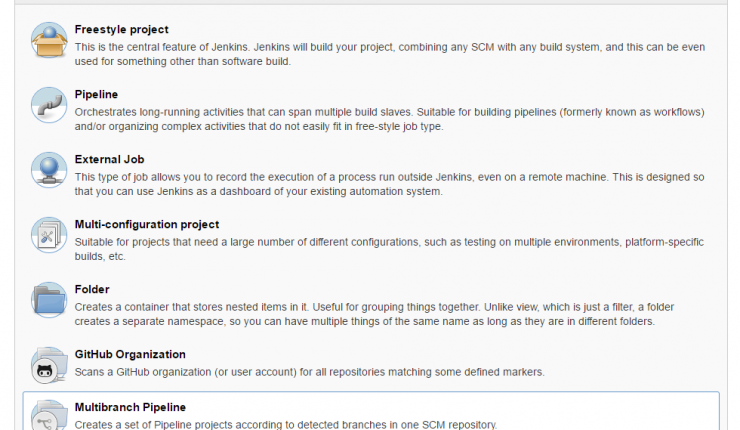 Freestyle project
This is the central feature of Jenkins. Jenkins will build your project, combining any SCM with any build system, and this can be even
used for something other than software build.
Pipeline
Orchestrates long-running activities that can span multiple build slaves. Suitable for building pipelines (formerly known as workflows)
and/or organizing complex activities that do not easily fit in free-style job type.
External Job
This type of job allows you to record the execution of a process run outside Jenkins, even on a remote machine. This is designed so
that you can use Jenkins as a dashboard of your existing automation system.
Multi-configuration project
Suitable for projects that need a large number of different configurations, such as testing on multiple environments, platform-specific
builds, etc.
Folder
Creates a container that stores nested items in it. Useful for grouping things together. Unlike view, which is just a filter, a folder
creates a separate namespace, so you can have multiple things of the same name as long as they are in different folders.
GitHub Organization
Scans a GitHub organization (or user account) for all repositories matching some defined markers.
Multibranch Pipeline
Creates a set of Pipeline projects according to detected branches in one SCM repository.